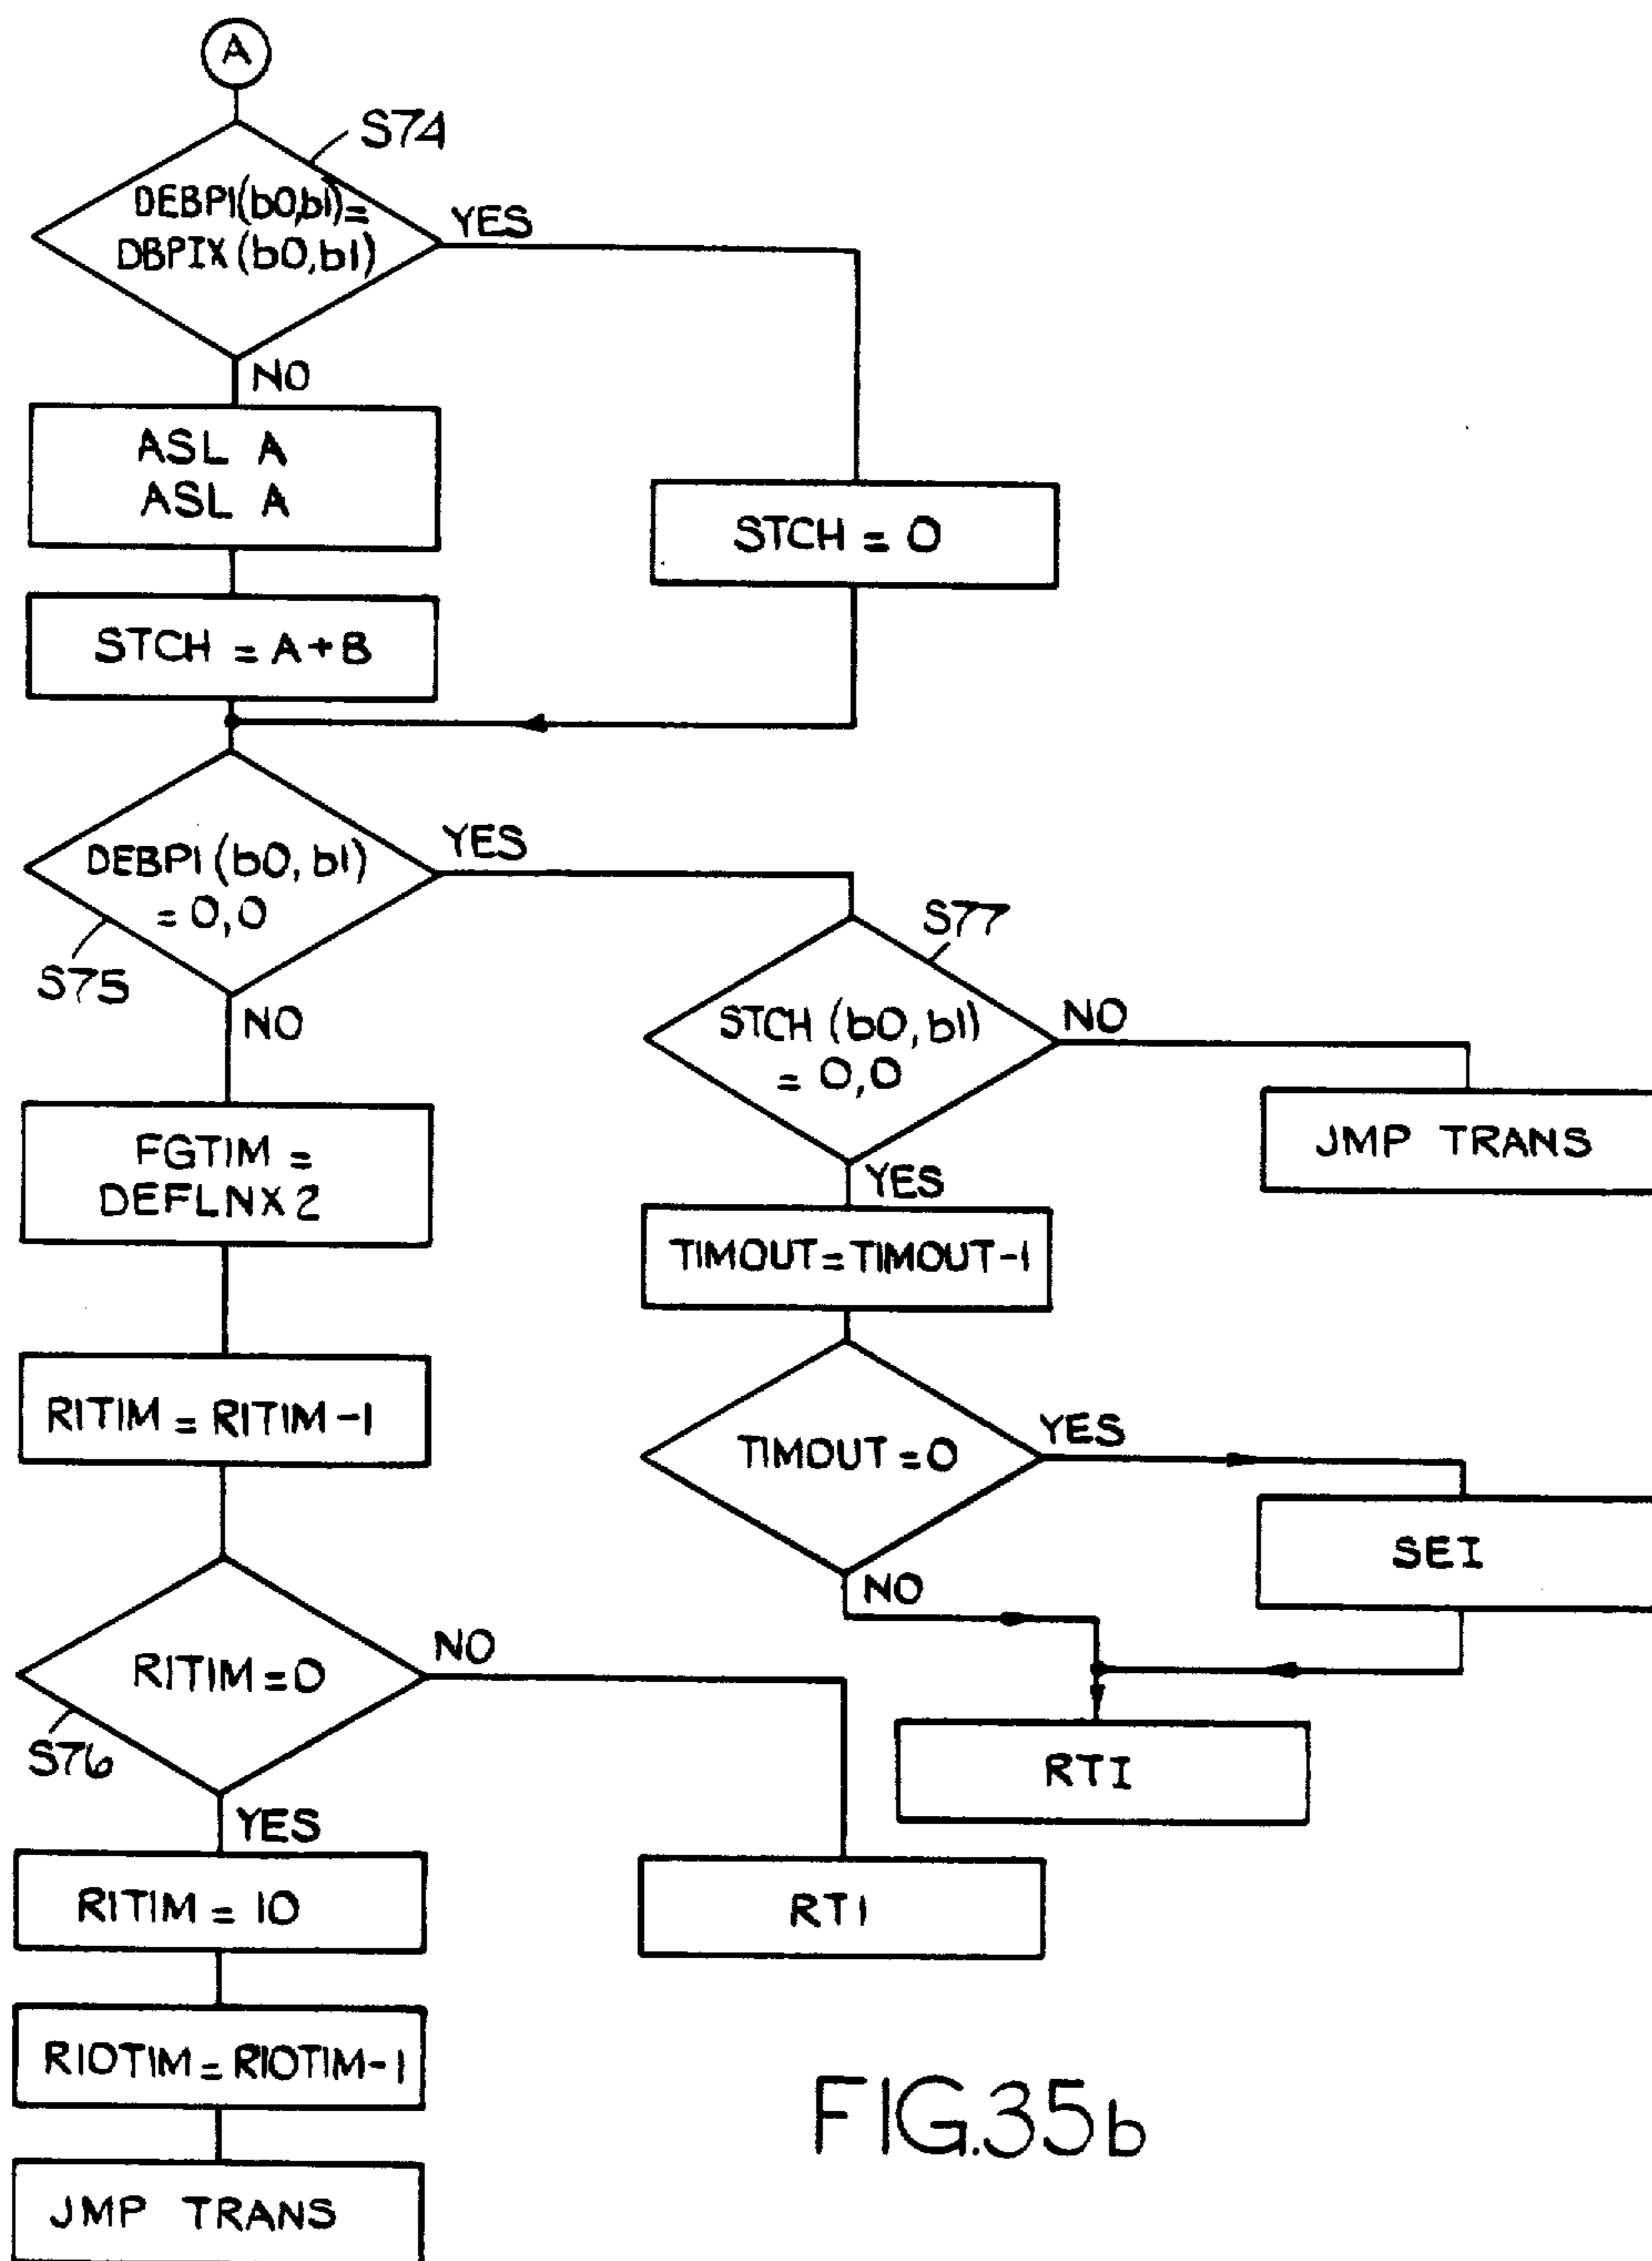 A
S74
DEBPI(b0,b1)=
DBPIX(b0,b1)
YES
NO
ASL A
ASL A
STCH = 0
STCH = A+B
DEBPI(b0, b1)
= 0,0
YES
S75
NO
S77
STCH (b0, b1)
= 0,0
NO
JMP TRANS
YES
FGTIM =
DEFLNX2
TIMOUT=TIMOUT-1
RITIM = RITIM-1
TIMOUT=0
YES
SEI
NO
RTI
RITIM=0
NO
S76
YES
RITIM = 10
RTI
RIOTIM=RIOTIM-1
JMP TRANS
FIG.35b